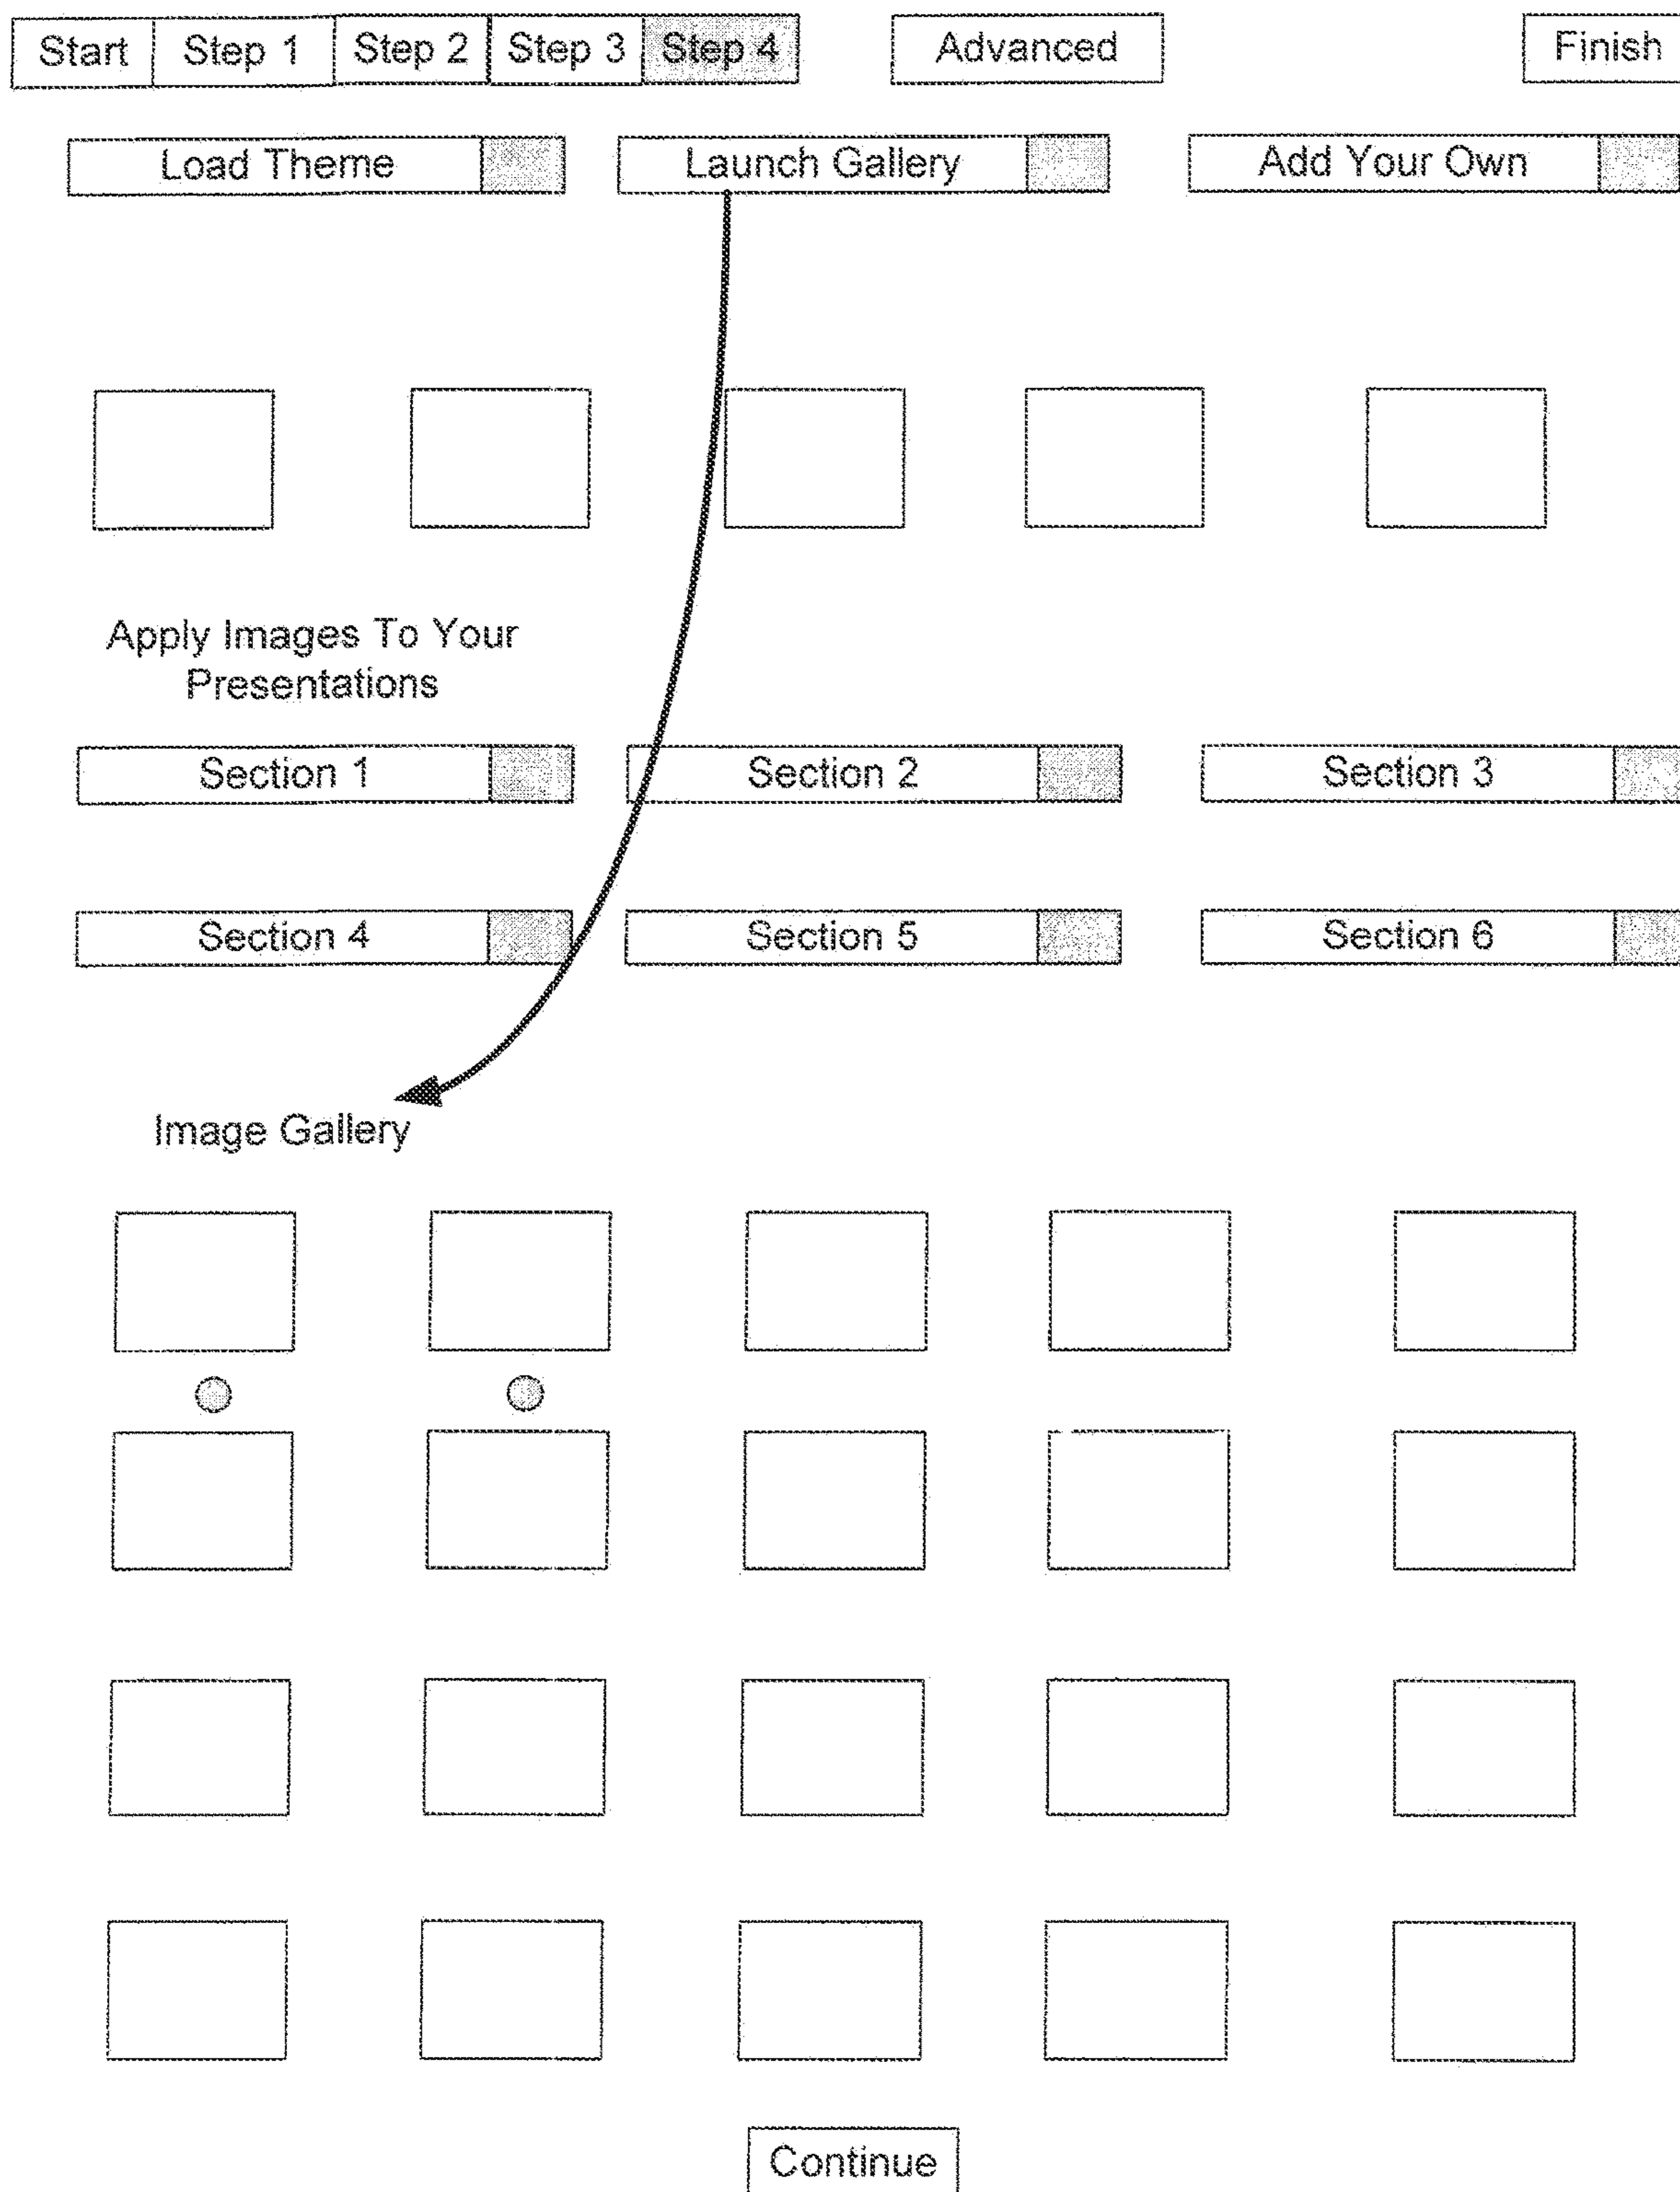 Start Step 1 Step 2 Step 3 Step 4 Advanced Finish
Load Theme Launch Gallery Add Your Own
Apply Images To Your
Presentations
Section 1 Section 2 Section 3
Section 4 Section 5 Section 6
Image Gallery
Continue